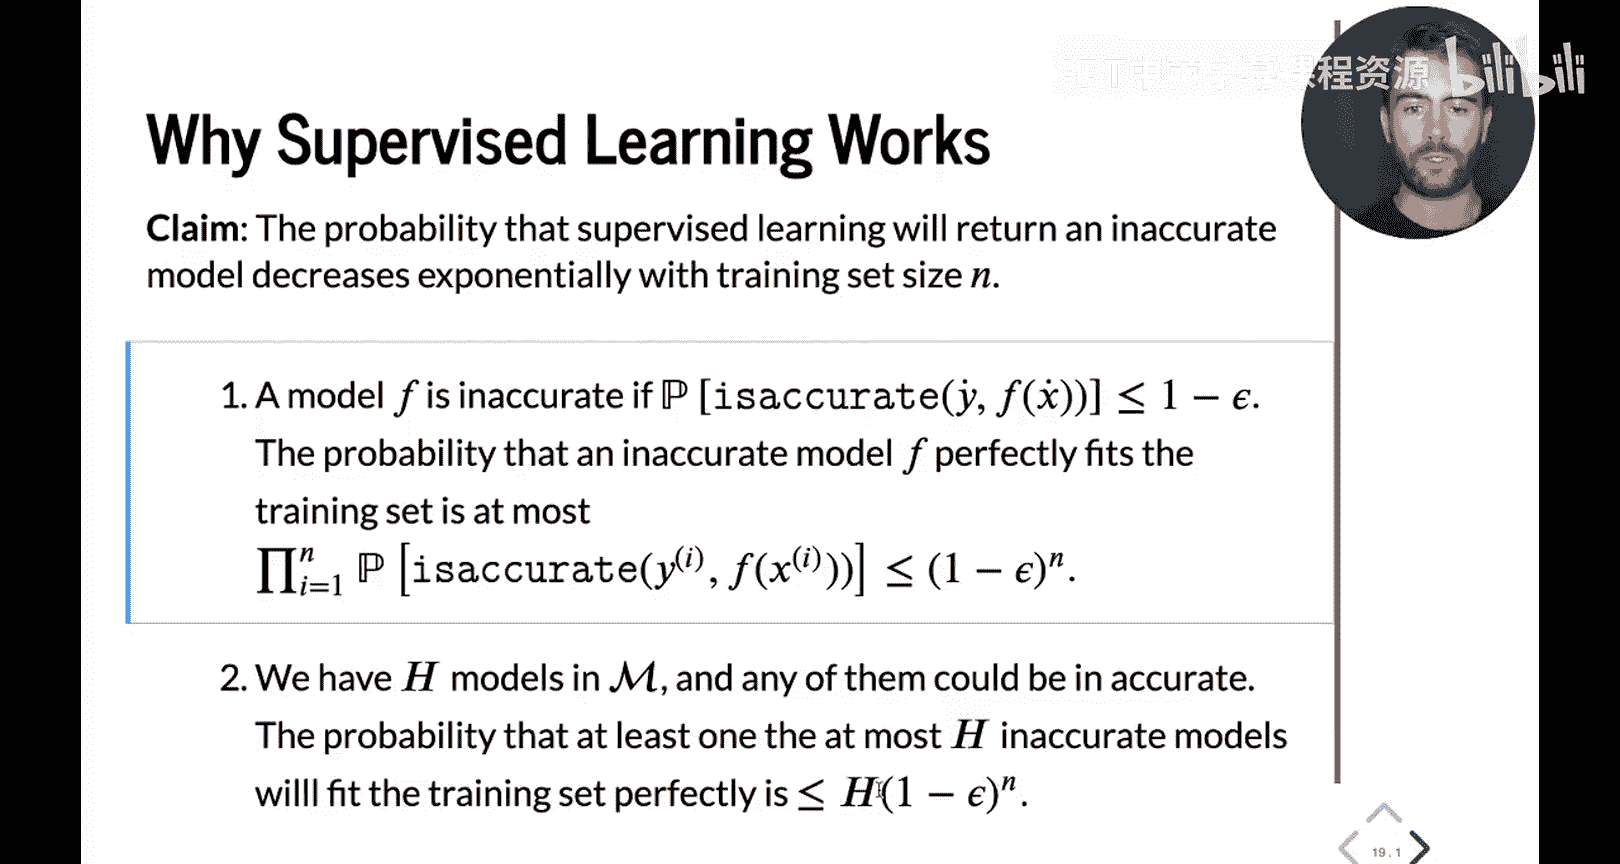 课程资源 bilibili
Why Supervised Learning Works
Claim: The probability that supervised learning will return an inaccurate
model decreases exponentially with training set size n.
1. A model f is inaccurate if ℙ [isaccurate(ẏ, f(ẋ))] ≤ 1 − ϵ.
The probability that an inaccurate model f perfectly fits the
training set is at most
∏ⁿᵢ₌₁ ℙ [isaccurate(y⁽ⁱ⁾, f(x⁽ⁱ⁾))] ≤ (1 − ϵ)ⁿ.
2. We have H models in ℳ, and any of them could be in accurate.
The probability that at least one the at most H inaccurate models
willl fit the training set perfectly is ≤ H(1 − ϵ)ⁿ.
19.1